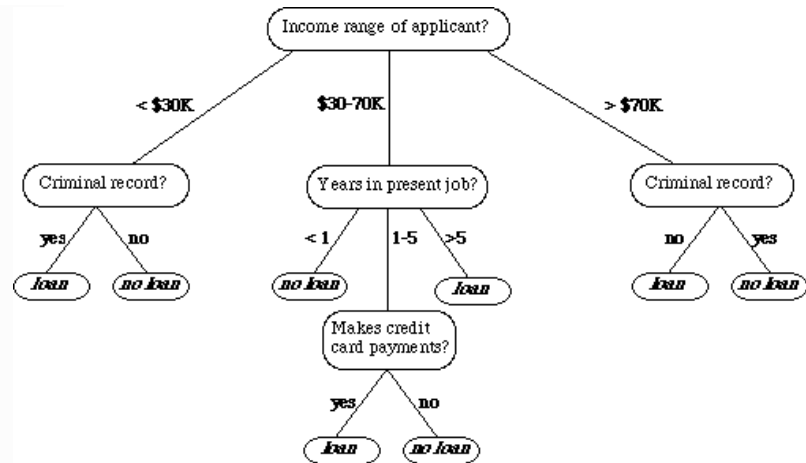 Income range of applicant?
< $30K
$30-70K
> $70K
Criminal record?
Years in present job?
Criminal record?
yes
no
< 1
1-5
>5
no
yes
loan
no loan
no loan
loan
loan
no loan
Makes credit
card payments?
yes
no
loan
no loan